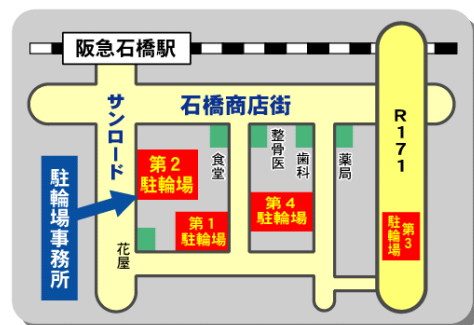 阪急石橋駅
石橋商店街
サンロード
R171
駐輪場事務所
第2
駐輪場
食堂
整骨医
歯科
薬局
第1
駐輪場
第4
駐輪場
第3
駐輪場
花屋